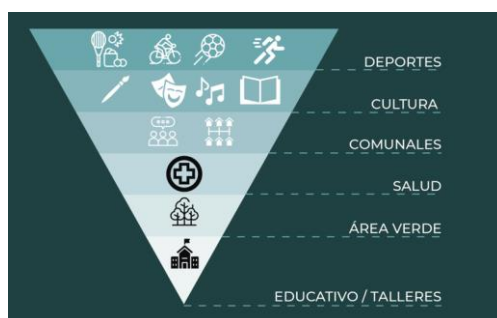 DEPORTES
CULTURA
COMUNALES
SALUD
ÁREA VERDE
EDUCATIVO / TALLERES